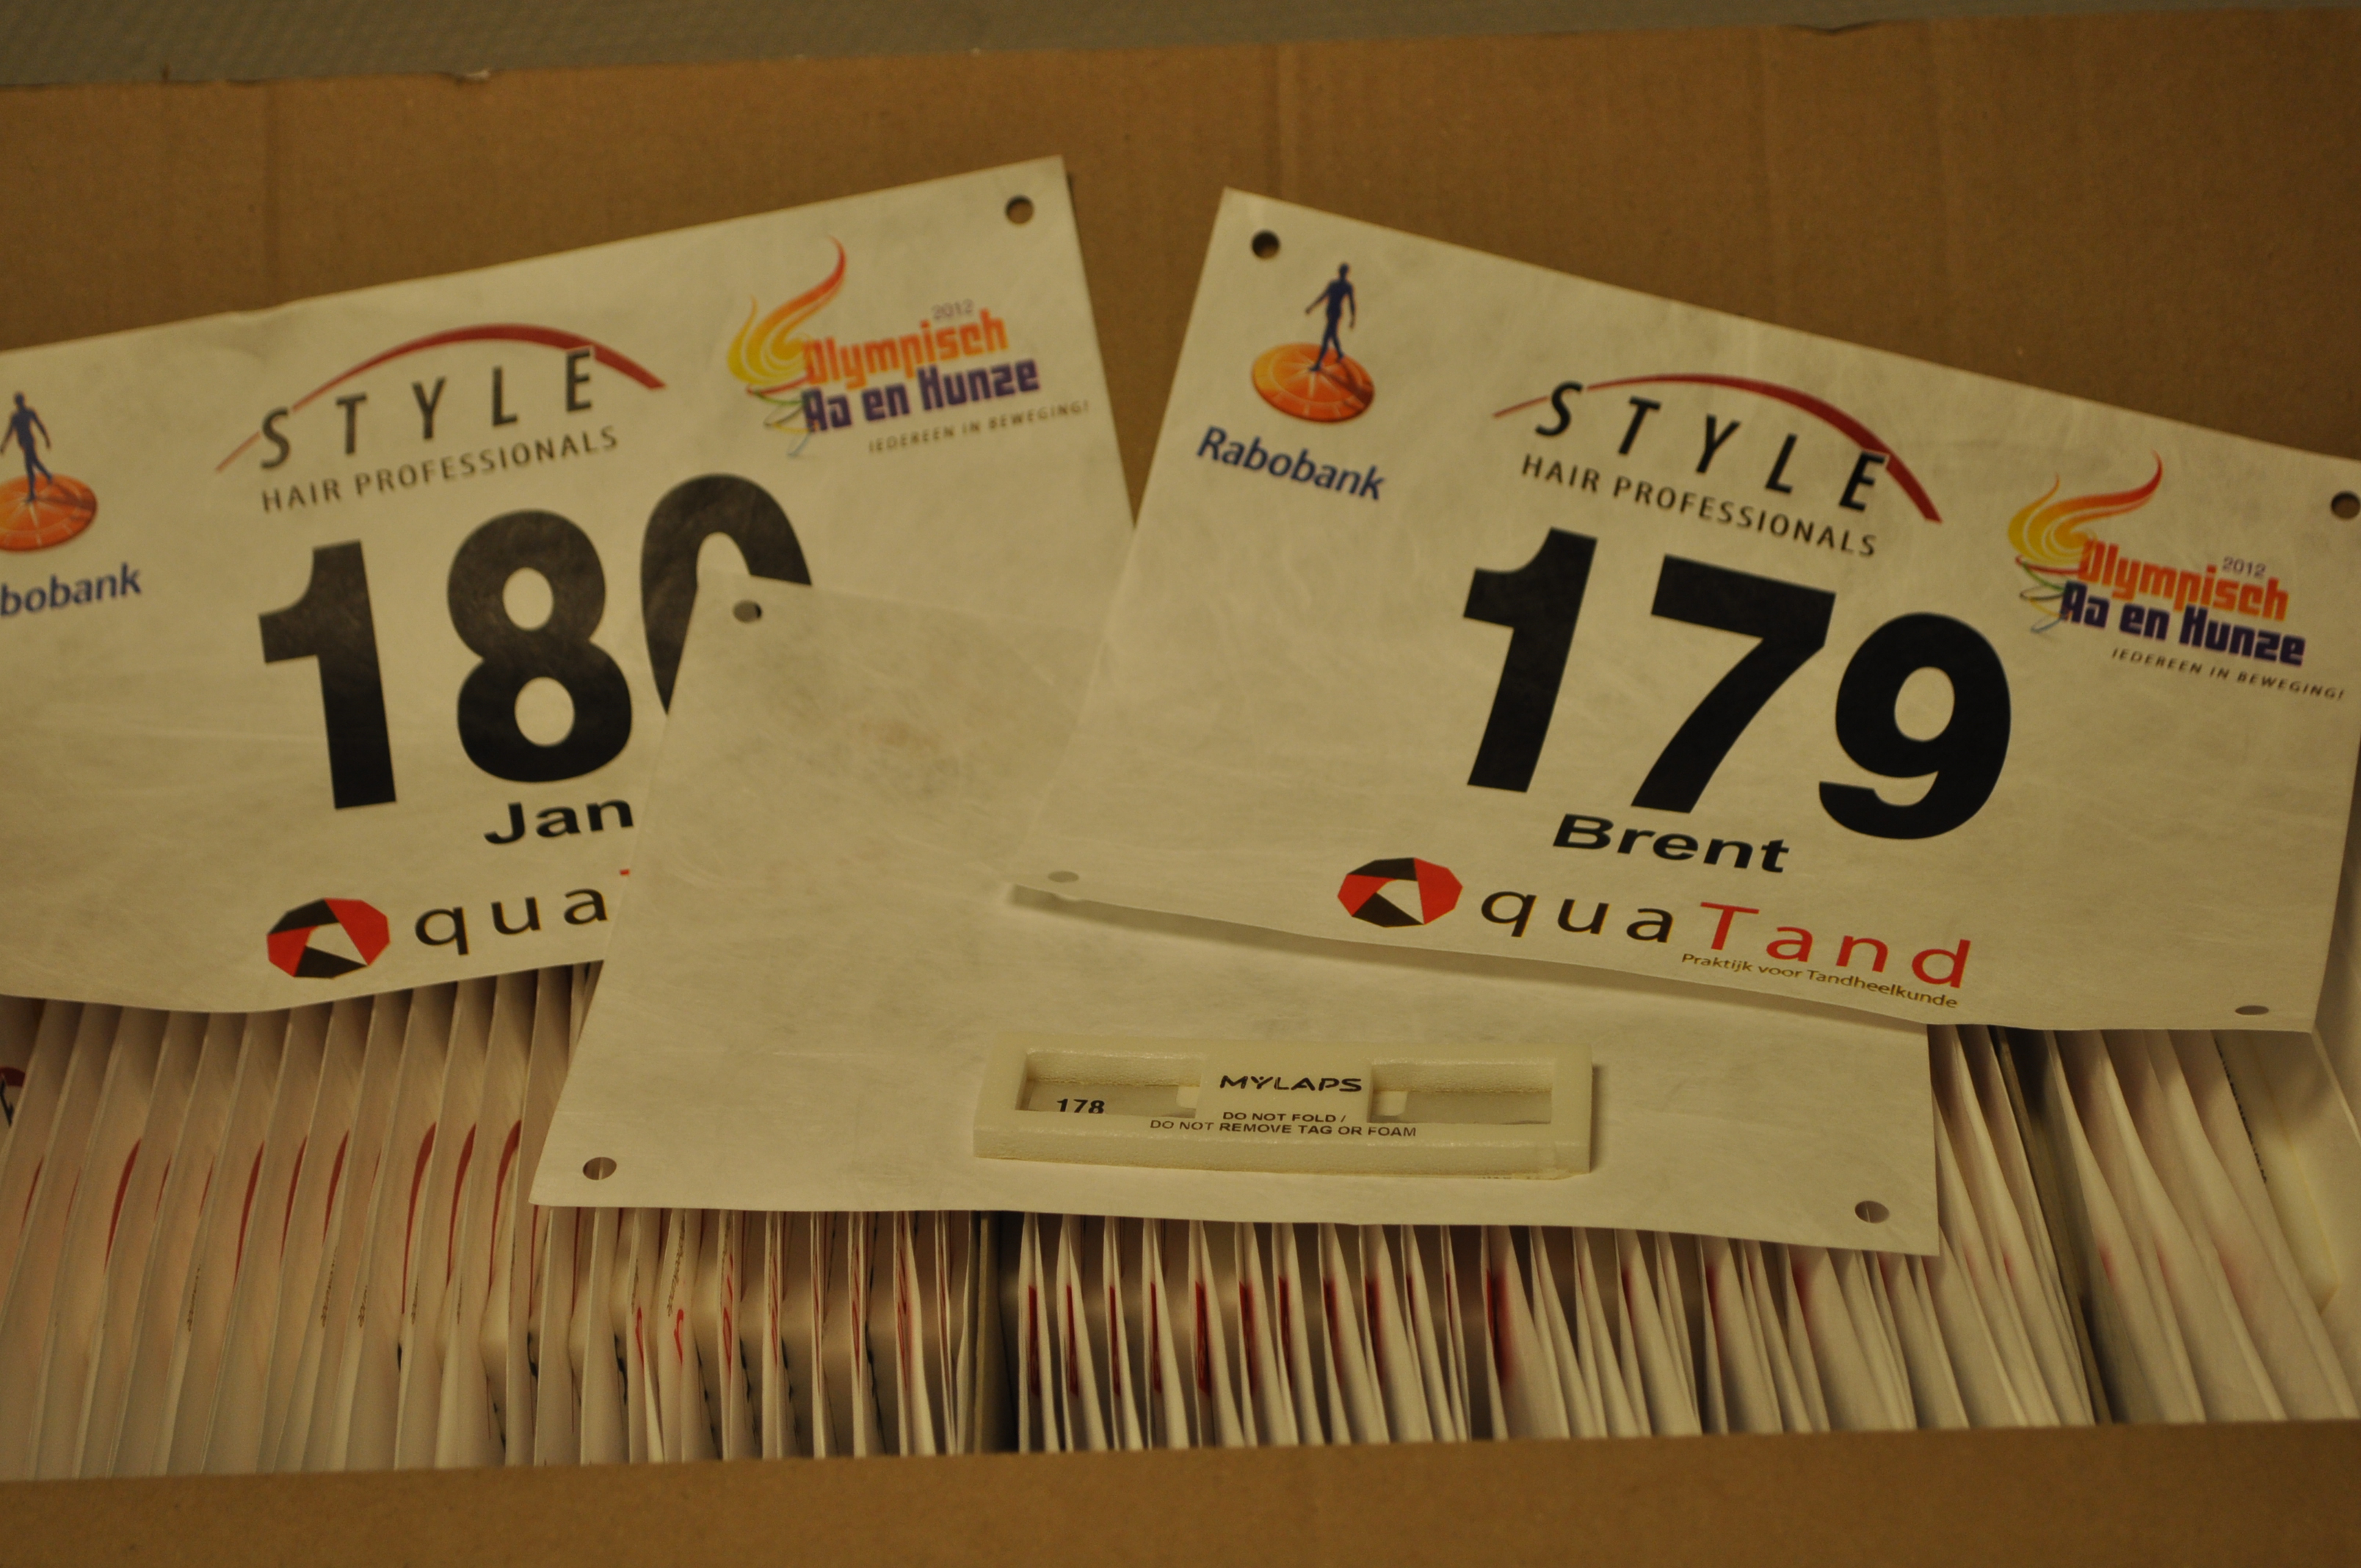 bobank
STYLE
HAIR PROFESSIONALS
2012
Olympisch
Aa en Hunze
IEDEREEN IN BEWEGING!
180
Jan
quaT
Rabobank
STYLE
HAIR PROFESSIONALS
2012
Olympisch
Aa en Hunze
IEDEREEN IN BEWEGING!
179
Brent
quaTand
Praktijk voor Tandheelkunde
MYLAPS
178
DO NOT FOLD /
DO NOT REMOVE TAG OR FOAM